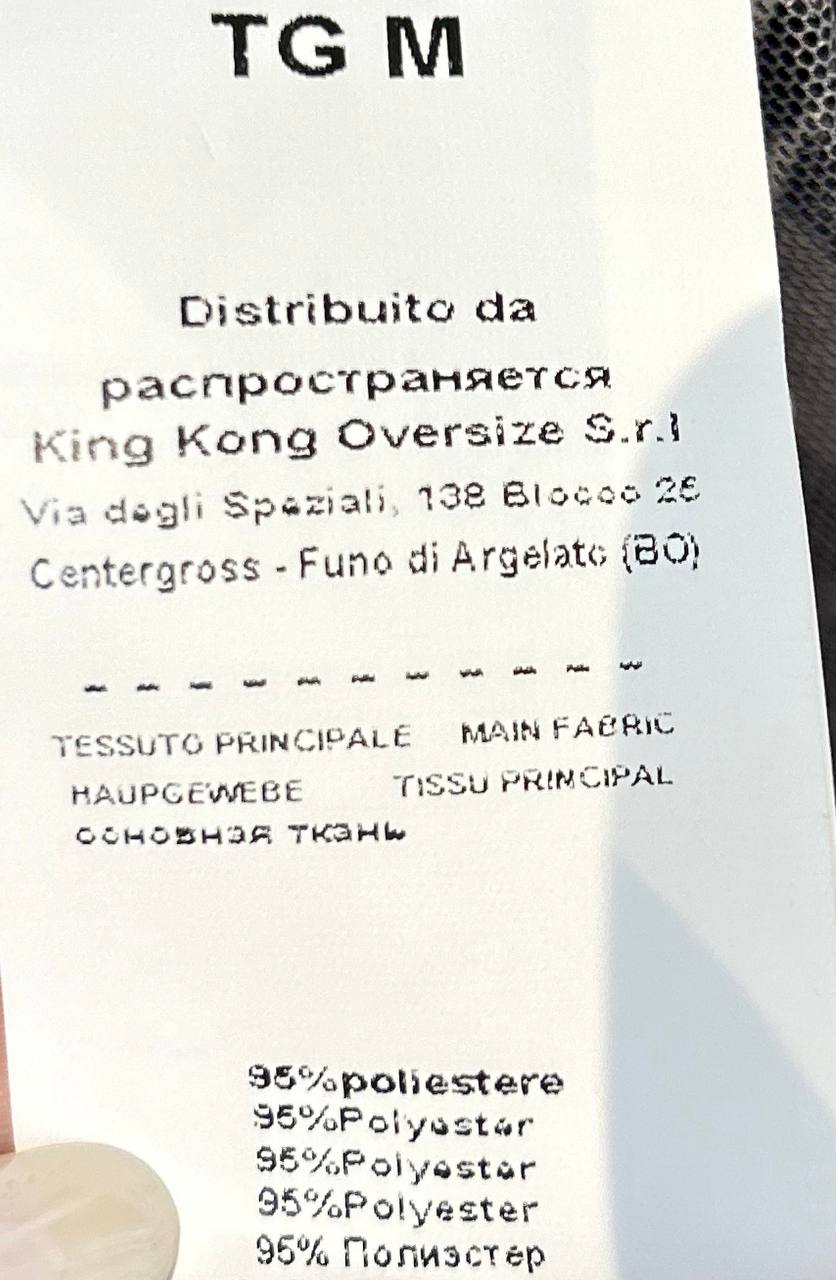 TG M
Distribuito da
распространяется
King Kong Oversize S.r.l
Via degli Speziali, 138 Blocco 26
Centergross - Funo di Argelato (BO)
- - - - - - - - - - -
TESSUTO PRINCIPALE MAIN FABRIC
HAUPGEWEBE TISSU PRINCIPAL
основная ткань
95%poliestere
95%Polyester
95%Polyester
95%Polyester
95% Полиэстер